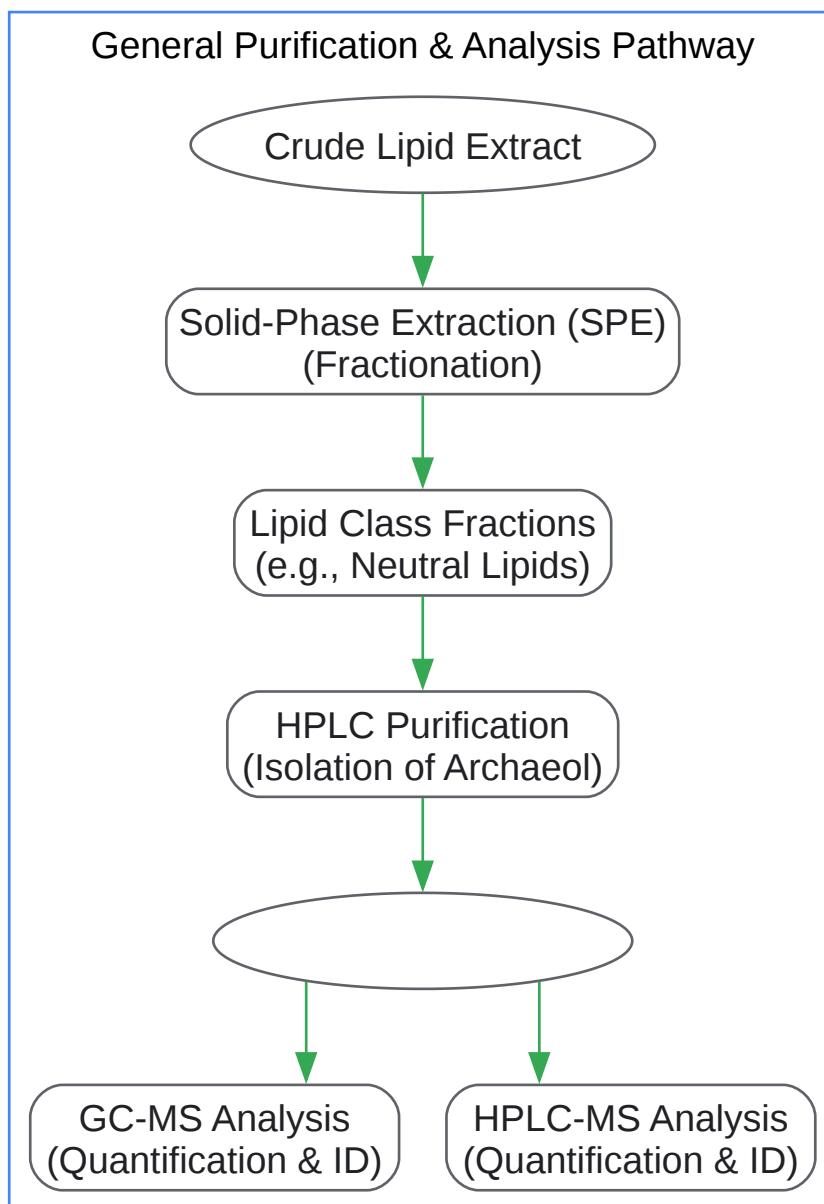 General Purification & Analysis Pathway
Crude Lipid Extract
Solid-Phase Extraction (SPE)
(Fractionation)
Lipid Class Fractions
(e.g., Neutral Lipids)
HPLC Purification
(Isolation of Archaeol)
GC-MS Analysis
(Quantification & ID)
HPLC-MS Analysis
(Quantification & ID)